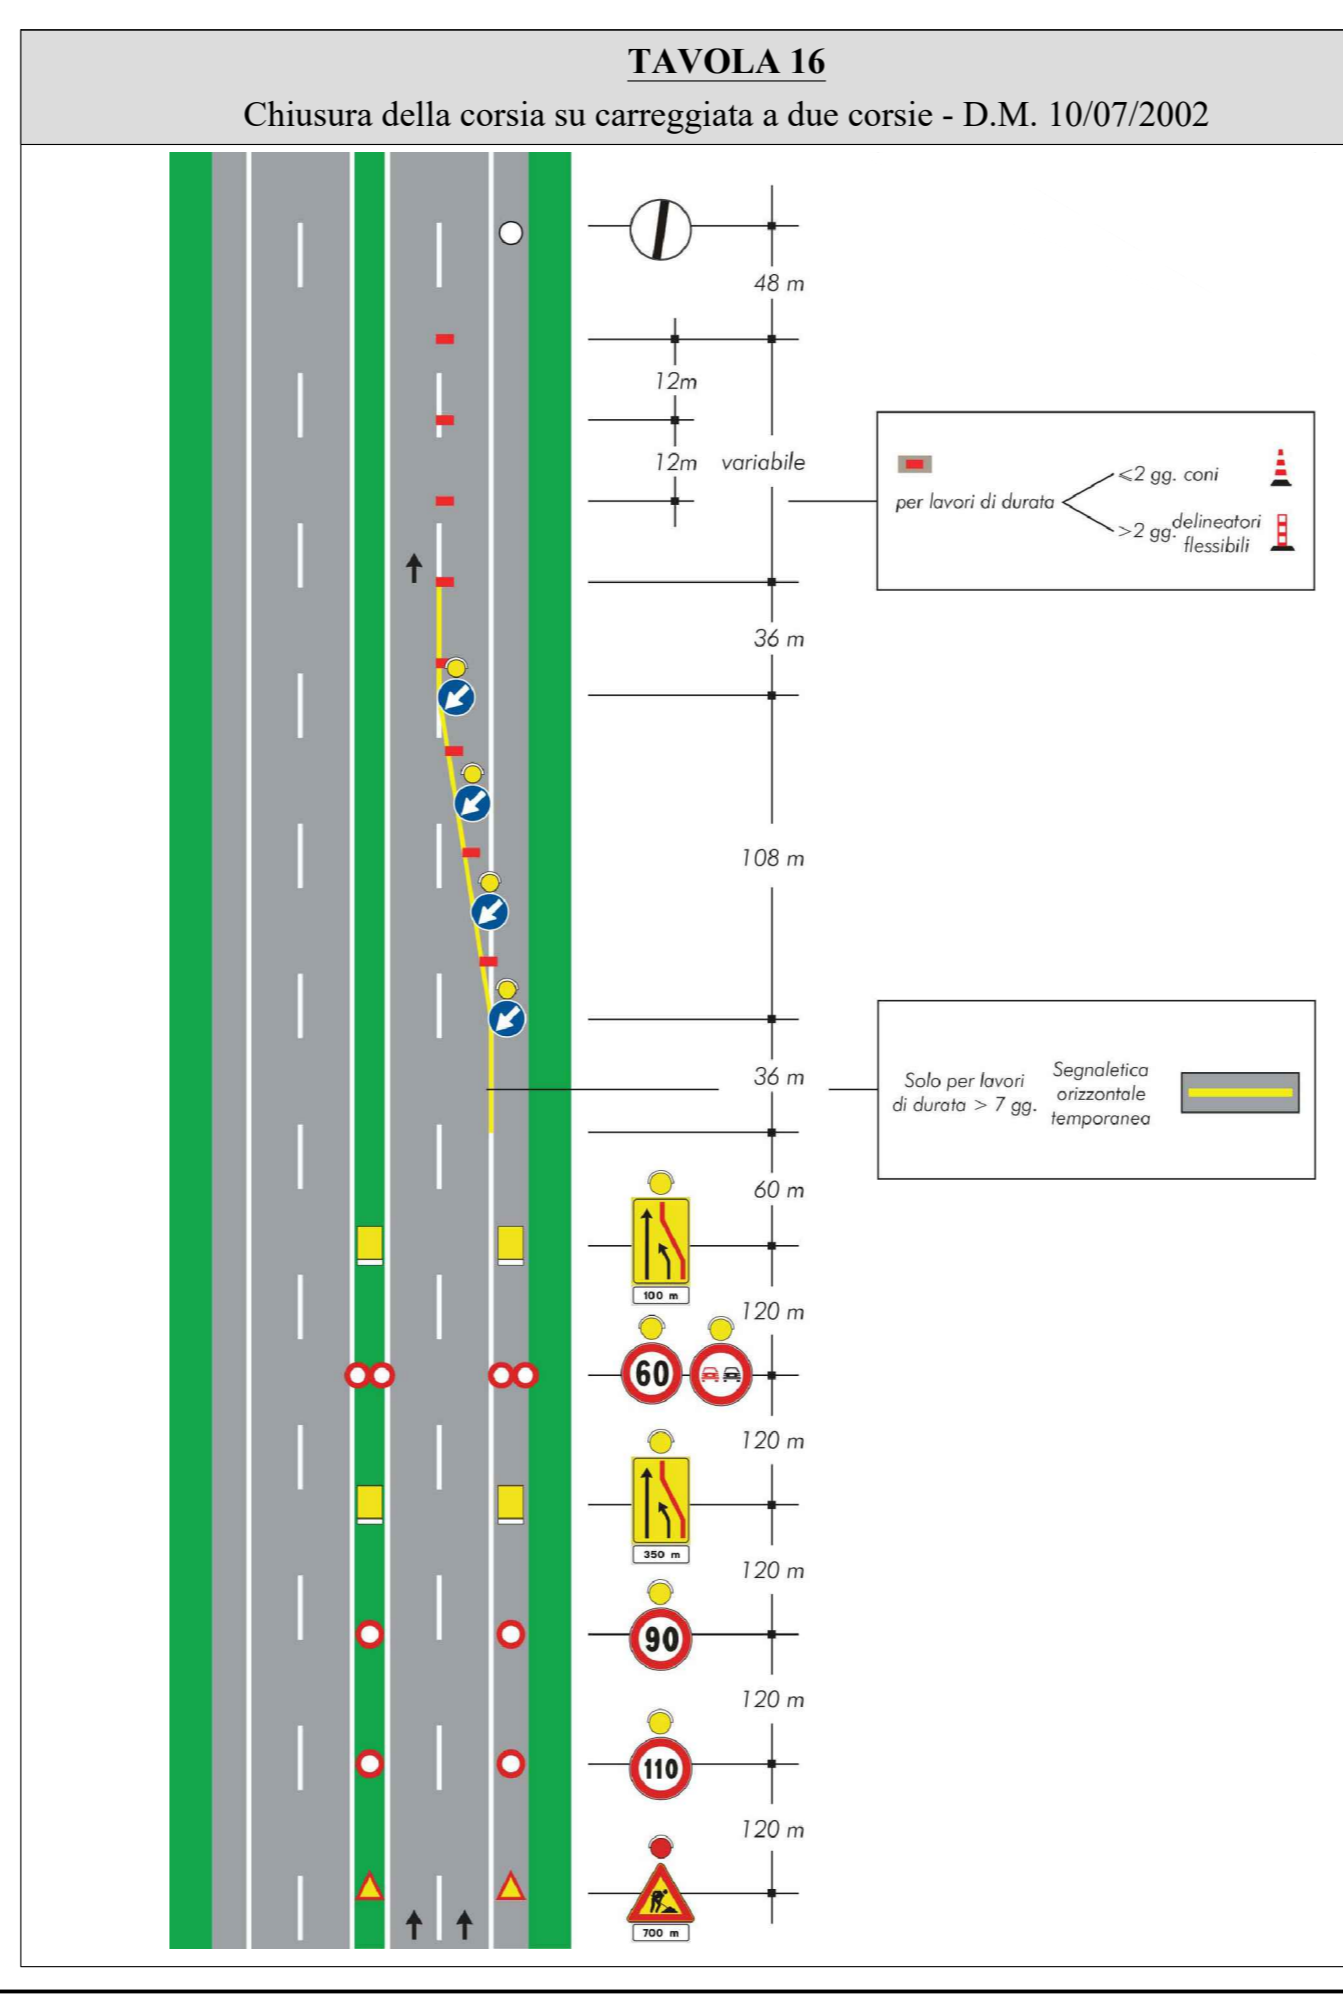 TAVOLA 16
Chiusura della corsia su carreggiata a due corsie - D.M. 10/07/2002
48 m
12m
12m
variabile
per lavori di durata
<2 gg. coni
>2 gg. delineatori
flessibili
36 m
108 m
36 m
Solo per lavori
di durata > 7 gg.
Segnaletica
orizzontale
temporanea
60 m
100 m
120 m
60
120 m
350 m
120 m
90
120 m
110
120 m
700 m